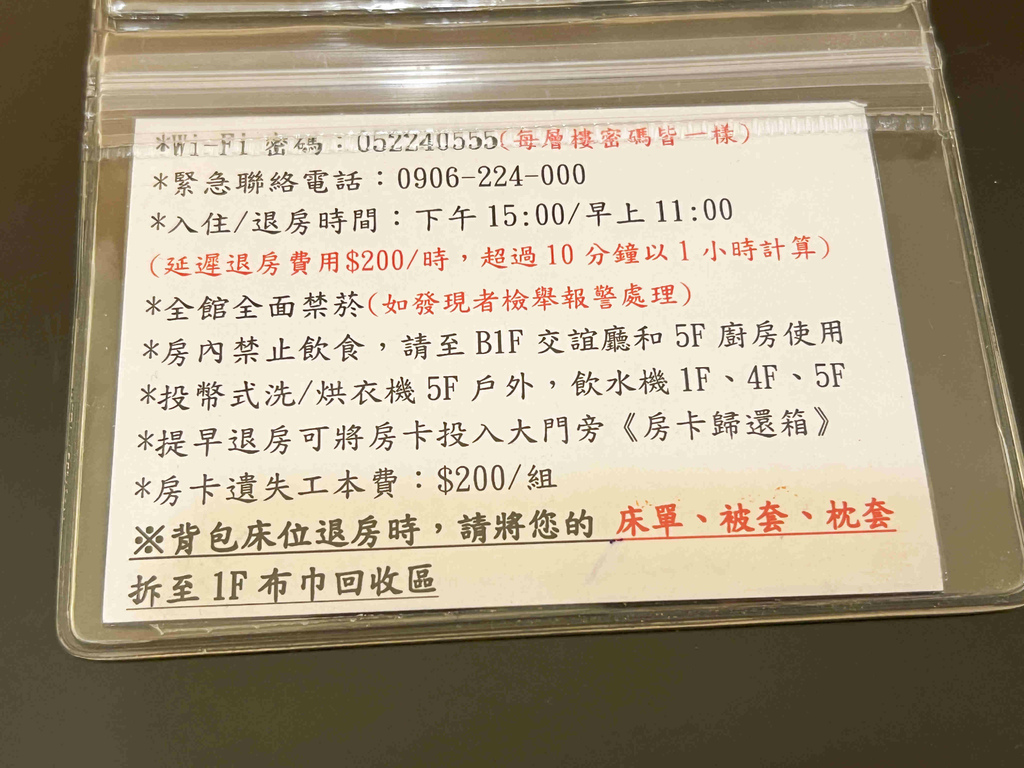 *Wi-Fi 密碼：052240555(每層樓密碼皆一樣)
*緊急聯絡電話：0906-224-000
*入住/退房時間：下午 15:00/早上 11:00
(延遲退房費用$200/時，超過 10 分鐘以 1 小時計算)
*全館全面禁菸(如發現者檢舉報警處理)
*房內禁止飲食，請至 B1F 交誼廳和 5F 廚房使用
*投幣式洗/烘衣機 5F 戶外，飲水機 1F、4F、5F
*提早退房可將房卡投入大門旁《房卡歸還箱》
*房卡遺失工本費：$200/組
※背包床位退房時，請將您的 床單、被套、枕套
拆至 1F 布巾回收區